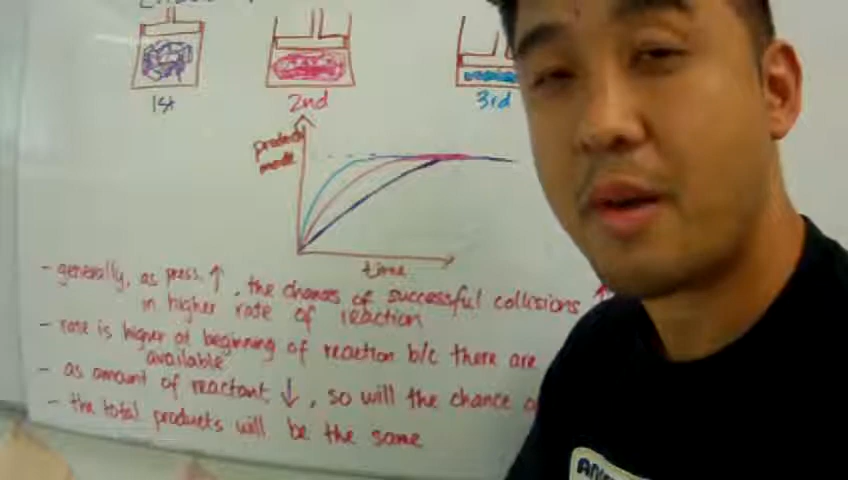 1st
2nd
3rd
product
made
time
- generally, as press. ↑, the chances of successful collisions ↑
in higher rate of reaction
- rate is higher at beginning of reaction b/c there are
available
- as amount of reactant ↓, so will the chance
- the total products will be the same